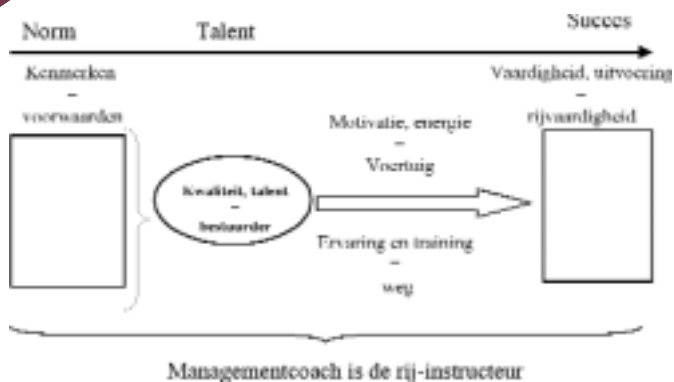 Norm
Talent
Succes
Kenmerken
–
voorwaarden
Kwaliteit, talent
–
bestuurder
Motivatie, energie
–
Voertuig
Ervaring en training
–
weg
Vaardigheid, uitvoering
–
rijvaardigheid
Managementcoach is de rij-instructeur